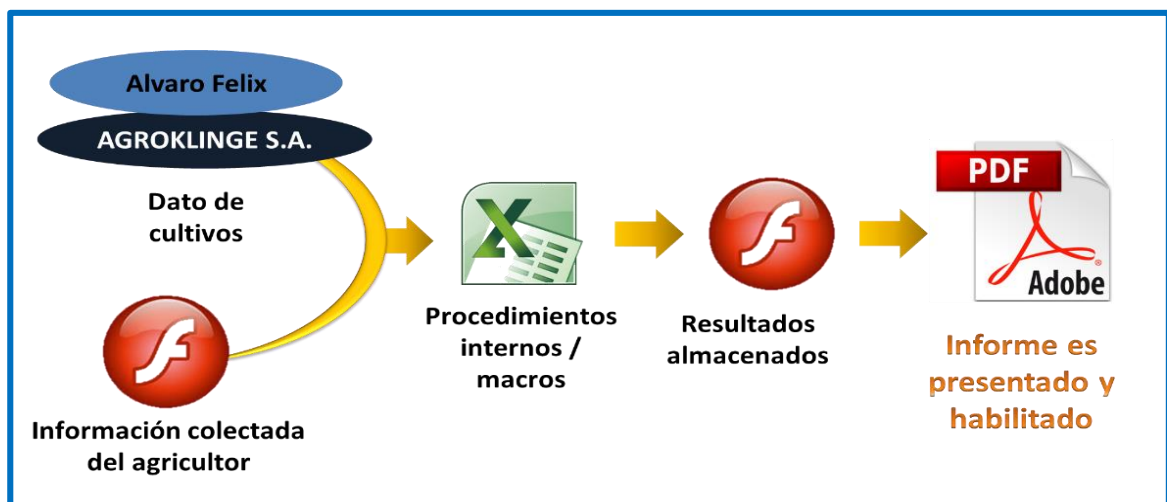 Alvaro Felix
AGROKLINGE S.A.
Dato de
cultivos
Información colectada
del agricultor
Procedimientos
internos /
macros
Resultados
almacenados
PDF
Adobe
Informe es
presentado y
habilitado